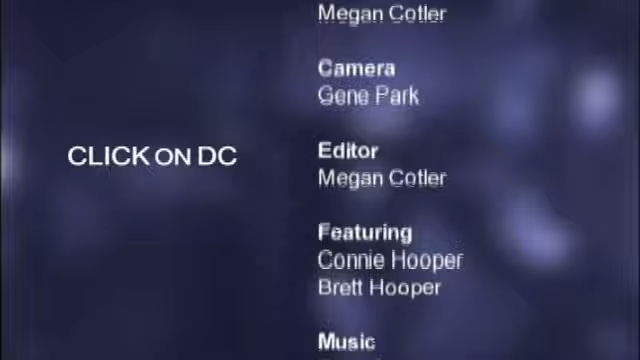 CLICK ON DC
Megan Cotler
Camera
Gene Park
Editor
Megan Cotler
Featuring
Connie Hooper
Brett Hooper
Music